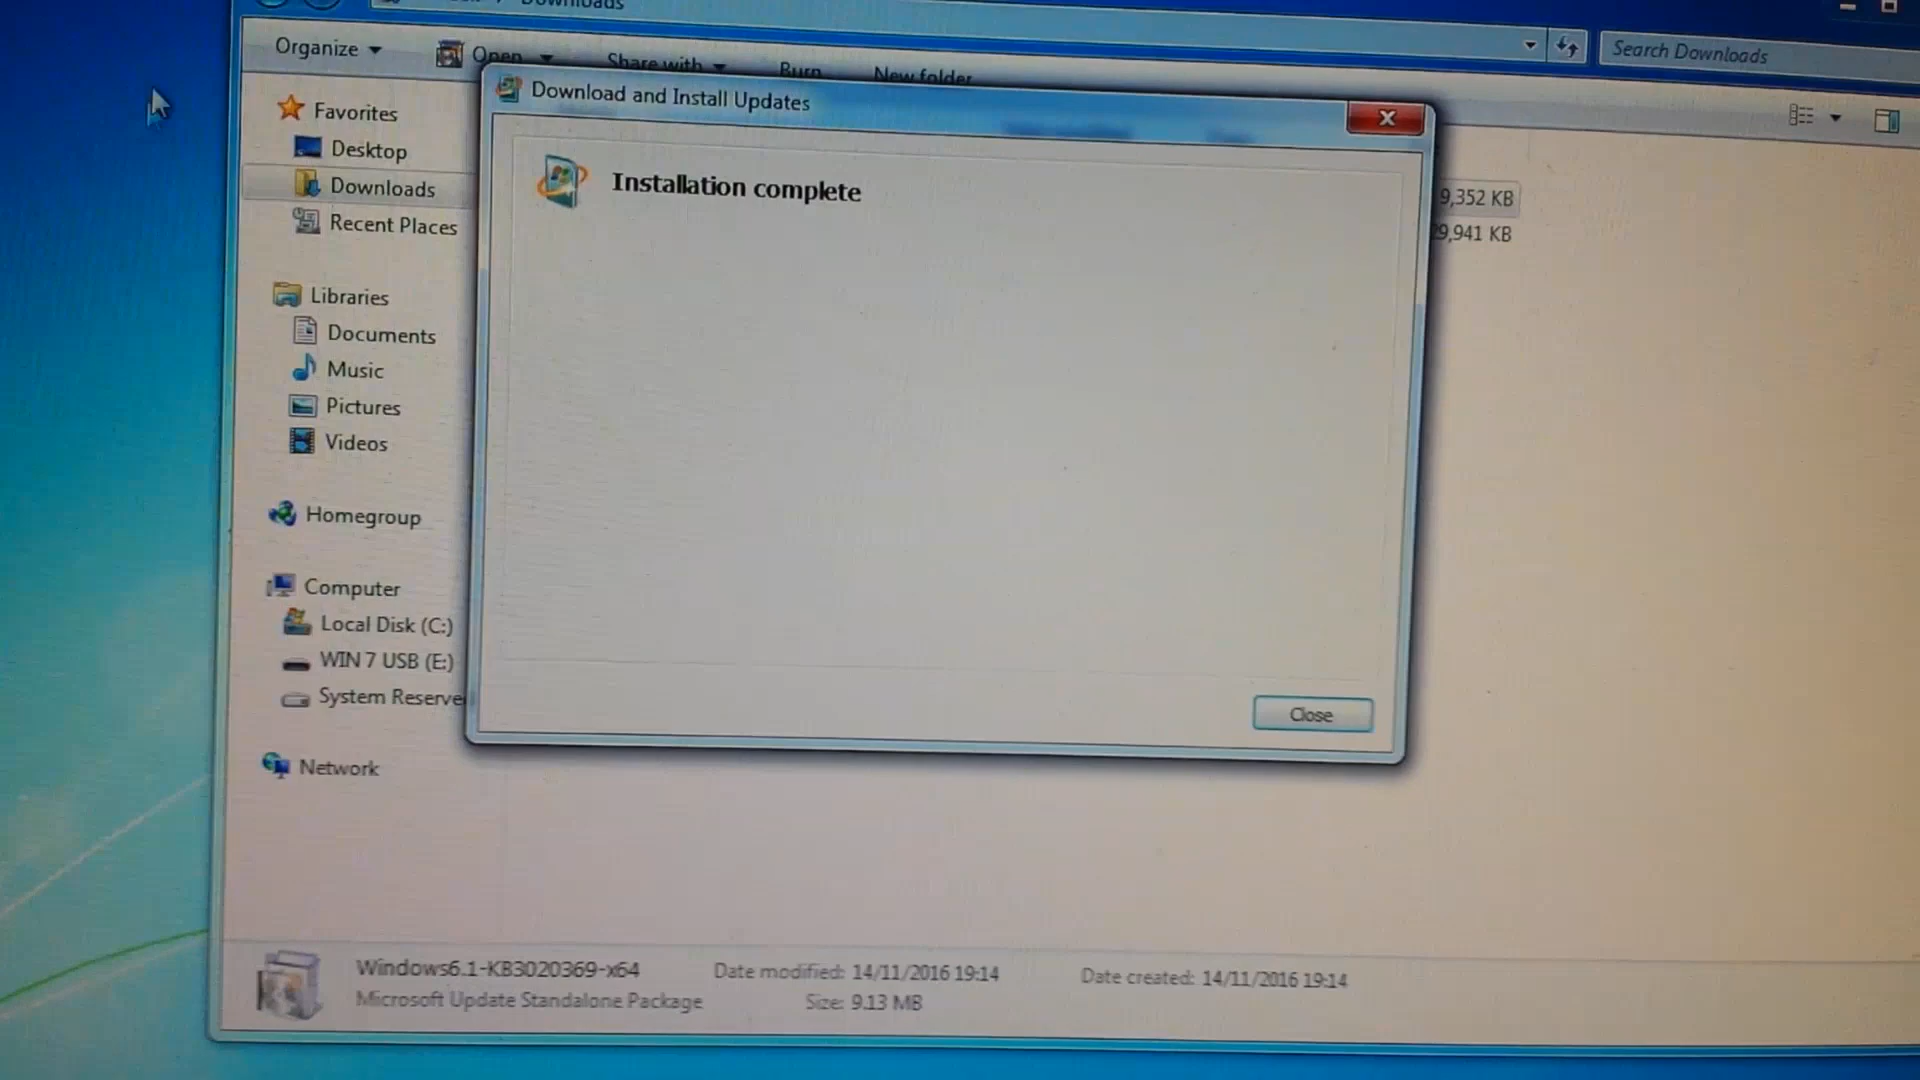 Downloads
Organize
Open
Share with
Burn
New folder
Search Downloads
Download and Install Updates
Installation complete
Close
Favorites
Desktop
Downloads
Recent Places
Libraries
Documents
Music
Pictures
Videos
Homegroup
Computer
Local Disk (C:)
WIN 7 USB (E:)
System Reserve
Network
9,352 KB
9,941 KB
Windows6.1-KB3020369-x64
Date modified: 14/11/2016 19:14
Date created: 14/11/2016 19:14
Microsoft Update Standalone Package
Size: 9.13 MB